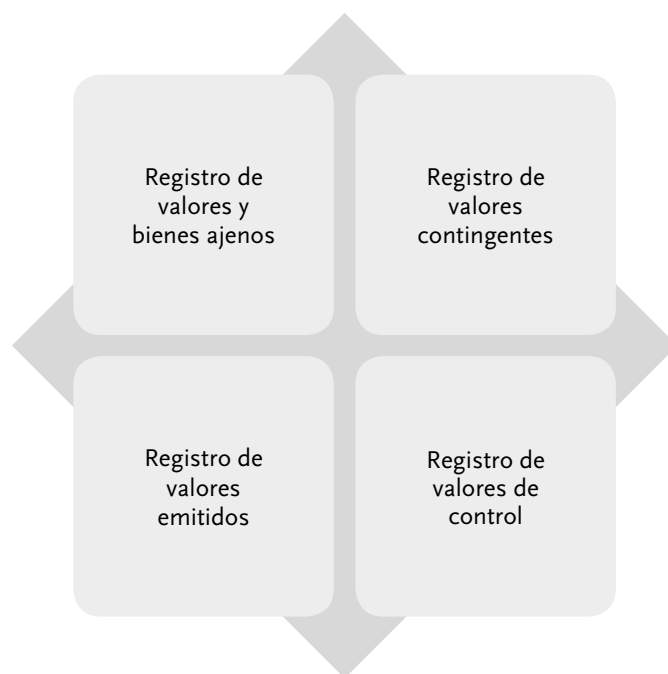 Registro de
valores y
bienes ajenos
Registro de
valores
contingentes
Registro de
valores
emitidos
Registro de
valores de
control